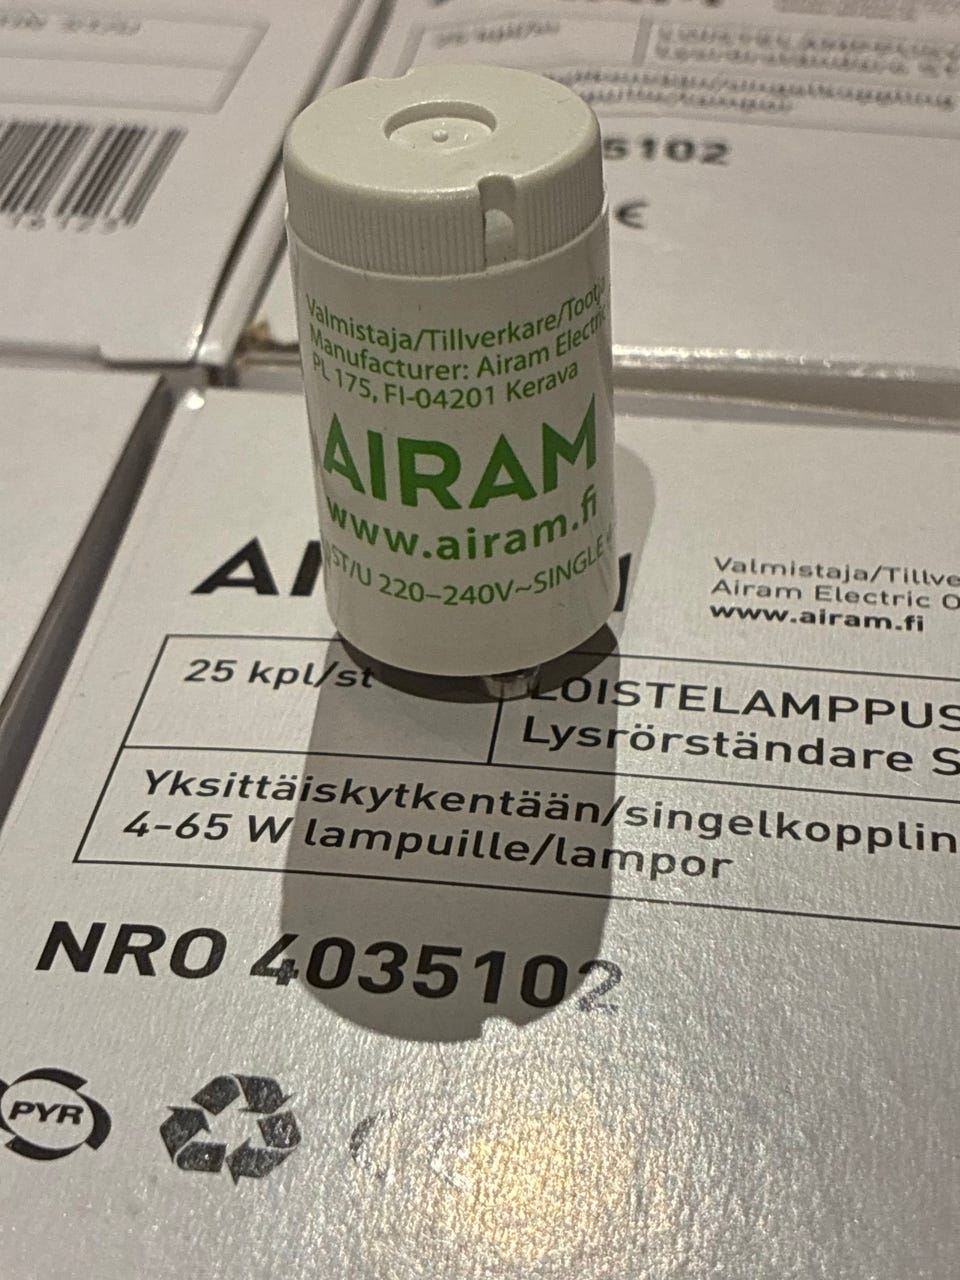 5102
€
Valmistaja/Tillverkare/Tootja
Manufacturer: Airam Electric
PL 175, FI-04201 Kerava
AIRAM
www.airam.fi
ST/U 220–240V~SINGLE
AI
Valmistaja/Tillve
Airam Electric O
www.airam.fi
25 kpl/st
LOISTELAMPPUS
Lysrörständare S
Yksittäiskytkentään/singelkopplin
4-65 W lampuille/lampor
NRO 4035102
PYR